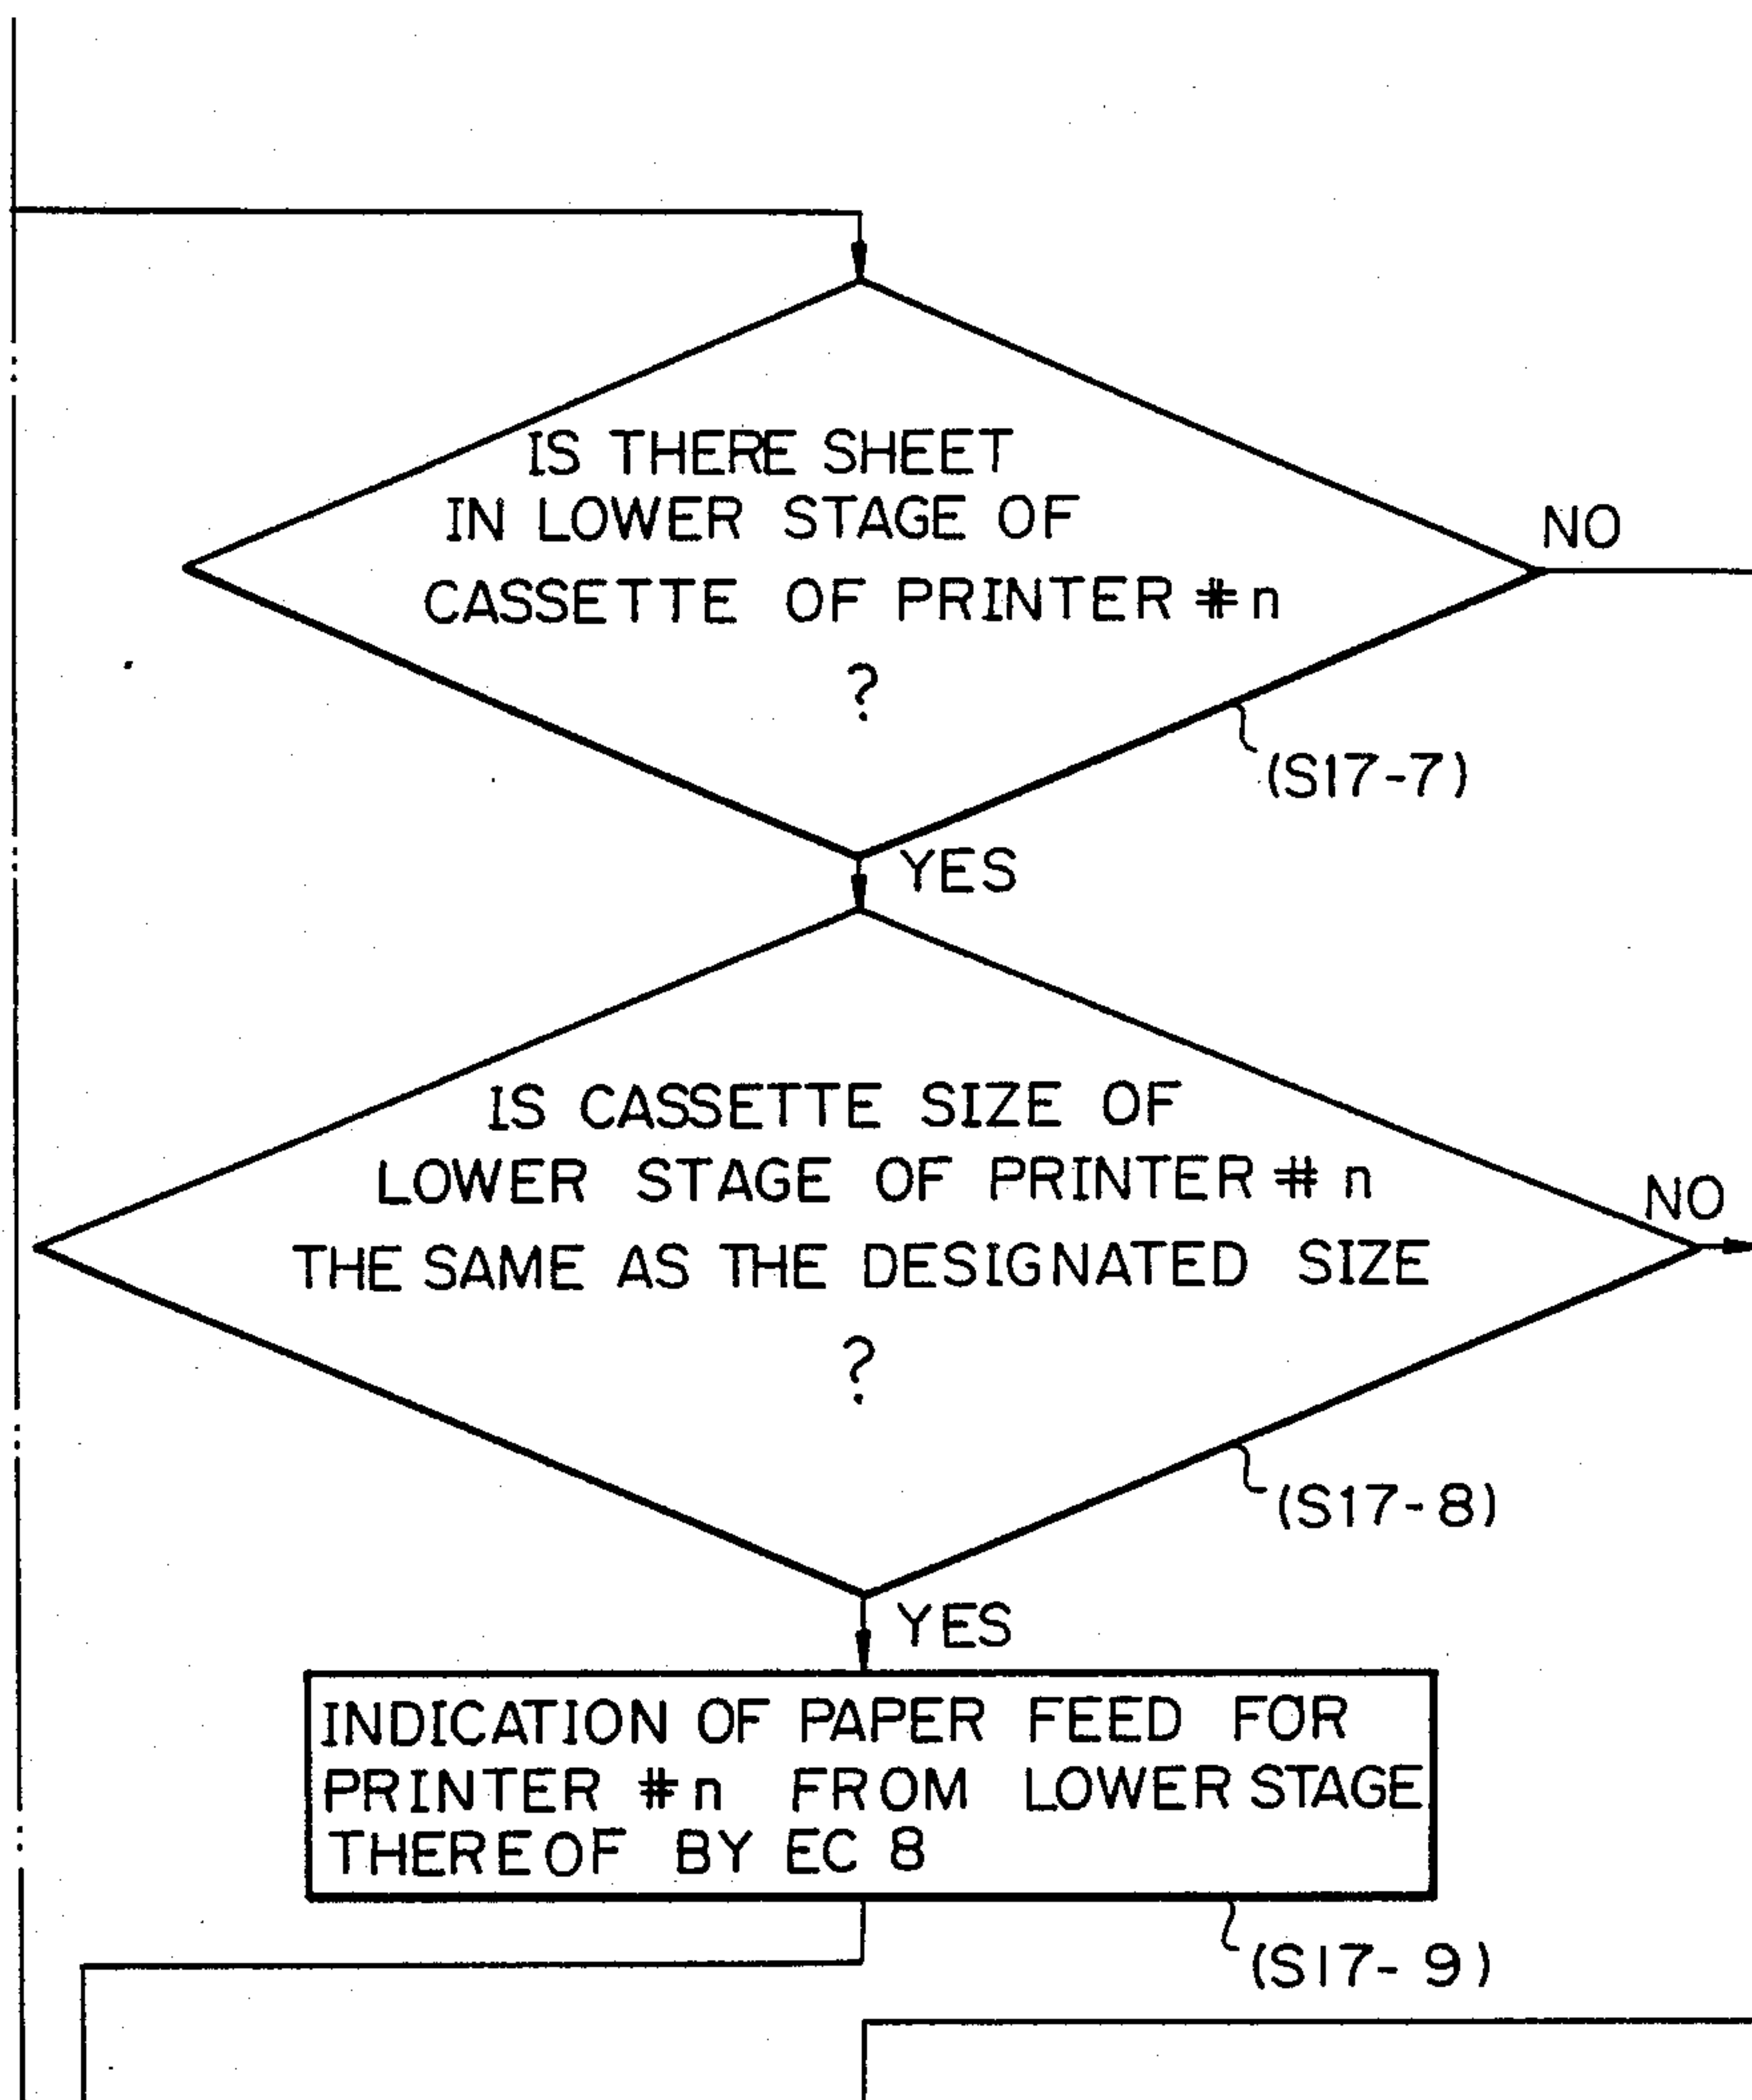 IS THERE SHEET
IN LOWER STAGE OF
CASSETTE OF PRINTER #n
?
NO
(S17-7)
YES
IS CASSETTE SIZE OF
LOWER STAGE OF PRINTER # n
THE SAME AS THE DESIGNATED SIZE
?
NO
(S17-8)
YES
INDICATION OF PAPER FEED FOR
PRINTER #n FROM LOWER STAGE
THEREOF BY EC 8
(S17-9)